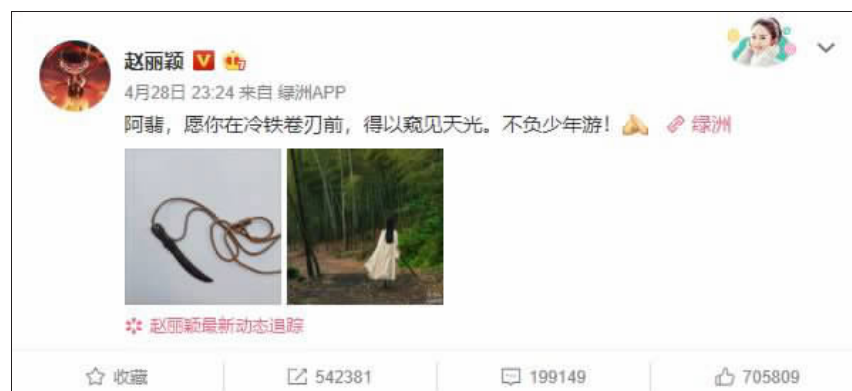 赵丽颖
4月28日 23:24 来自 绿洲APP
阿翡，愿你在冷铁卷刃前，得以窥见天光。不负少年游！ 绿洲
赵丽颖最新动态追踪
收藏 542381 199149 705809